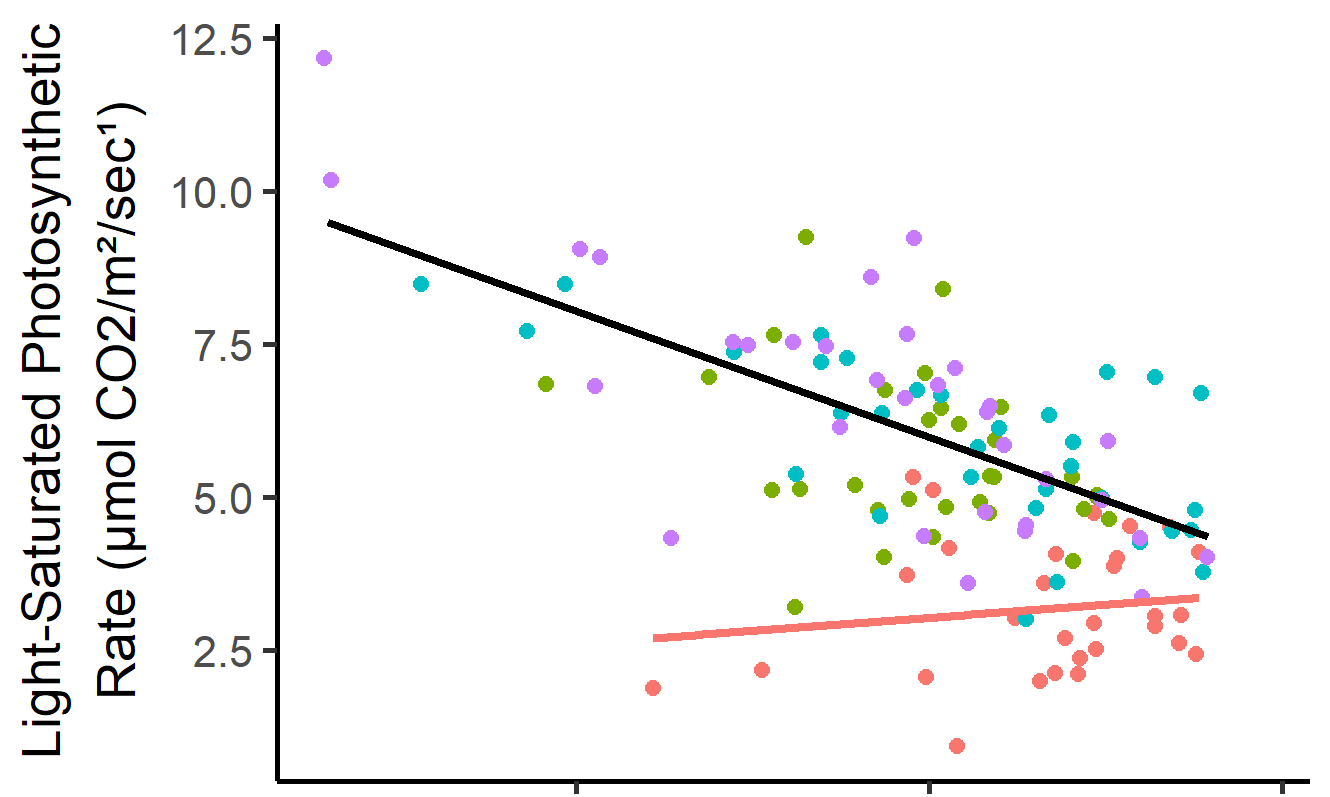 Light-Saturated Photosynthetic
Rate (µmol CO2/m²/sec¹)
12.5
10.0
7.5
5.0
2.5